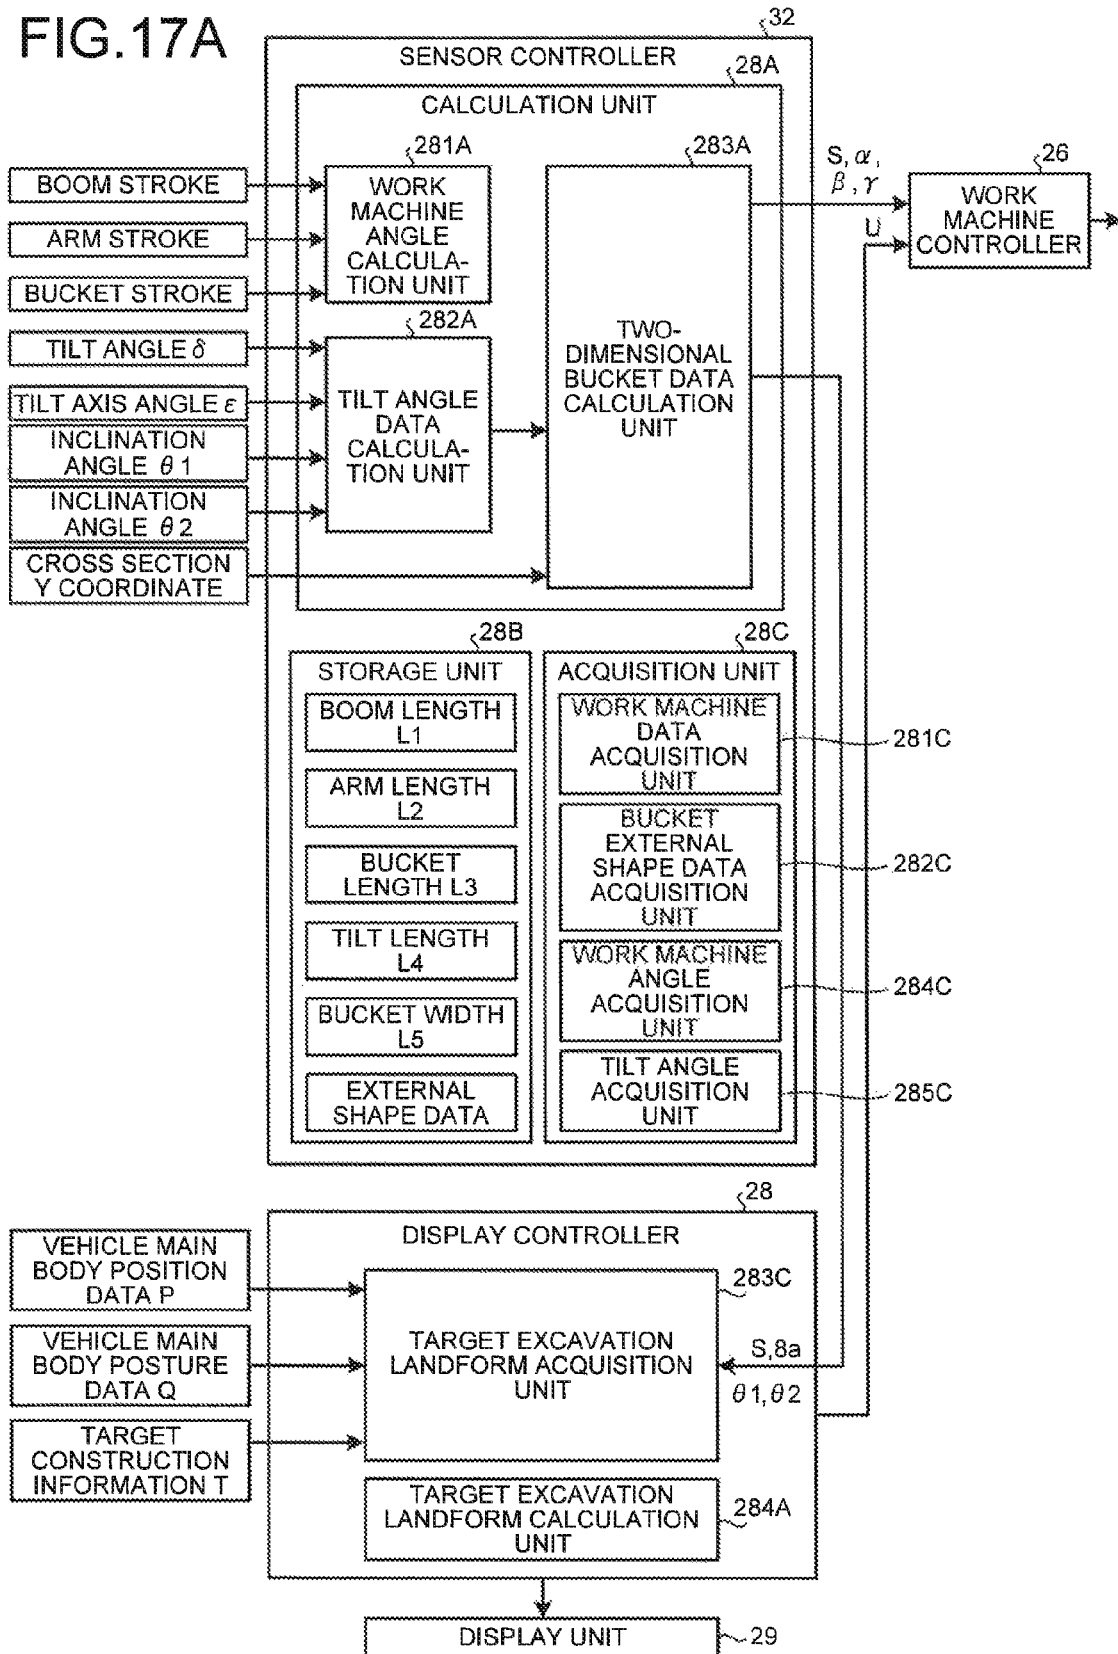 FIG.17A
32
SENSOR CONTROLLER
28A
CALCULATION UNIT
281A
WORK
MACHINE
ANGLE
CALCULA-
TION UNIT
282A
TILT ANGLE
DATA
CALCULA-
TION UNIT
283A
TWO-
DIMENSIONAL
BUCKET DATA
CALCULATION
UNIT
BOOM STROKE
ARM STROKE
BUCKET STROKE
TILT ANGLE δ
TILT AXIS ANGLE ε
INCLINATION
ANGLE θ1
INCLINATION
ANGLE θ2
CROSS SECTION
Y COORDINATE
S, α,
β, γ
U
26
WORK
MACHINE
CONTROLLER
28B
STORAGE UNIT
BOOM LENGTH
L1
ARM LENGTH
L2
BUCKET
LENGTH L3
TILT LENGTH
L4
BUCKET WIDTH
L5
EXTERNAL
SHAPE DATA
28C
ACQUISITION UNIT
WORK MACHINE
DATA
ACQUISITION
UNIT
281C
BUCKET
EXTERNAL
SHAPE DATA
ACQUISITION
UNIT
282C
WORK MACHINE
ANGLE
ACQUISITION
UNIT
284C
TILT ANGLE
ACQUISITION
UNIT
285C
28
DISPLAY CONTROLLER
VEHICLE MAIN
BODY POSITION
DATA P
VEHICLE MAIN
BODY POSTURE
DATA Q
TARGET
CONSTRUCTION
INFORMATION T
283C
TARGET EXCAVATION
LANDFORM ACQUISITION
UNIT
S,8a
θ1,θ2
TARGET EXCAVATION
LANDFORM CALCULATION
UNIT
284A
DISPLAY UNIT
29